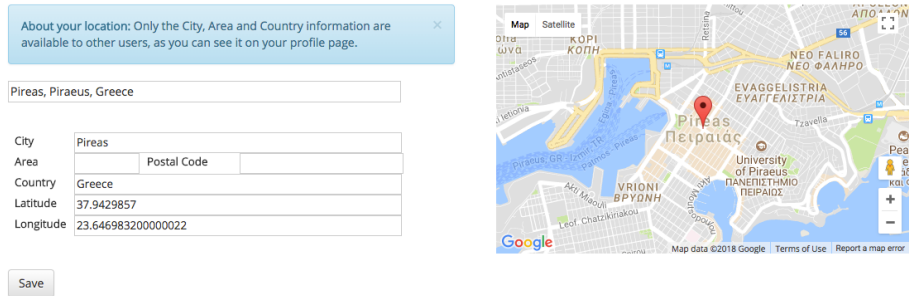 About your location: Only the City, Area and Country information are
available to other users, as you can see it on your profile page.
×
Pireas, Piraeus, Greece
City Pireas
Area Postal Code
Country Greece
Latitude 37.9429857
Longitude 23.646983200000022
Save
Map Satellite
ΚΟΡΙ
ΚΟΠΗ
Retsina
56
NEO FALIRO
ΝΕΟ ΦΑΛΗΡΟ
EVAGGELISTRIA
ΕΥΑΓΓΕΛΙΣΤΡΙΑ
Pireas
Πειραιάς
Tzavella
University
of Piraeus
ΠΑΝΕΠΙΣΤΗΜΙΟ
ΠΕΙΡΑΙΩΣ
VRIONI
ΒΡΥΩΝΗ
Akti Miaouli
Akti Moutsopoulou
Leof. Chatzikiriakou
+
−
Google
Map data ©2018 Google Terms of Use Report a map error